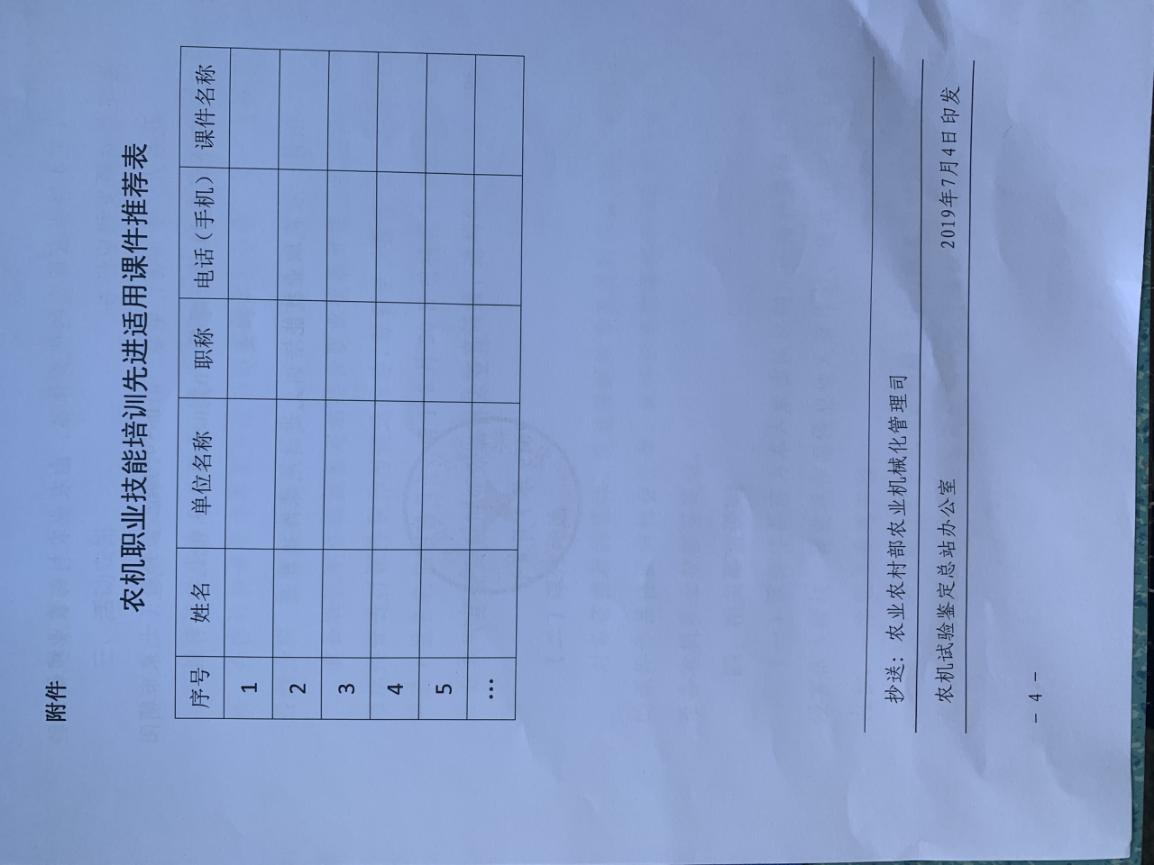 附件
农机职业技能培训先进适用课件推荐表
序号 姓名 单位名称 职称 电话（手机） 课件名称
1
2
3
4
5
…
抄送：农业农村部农业机械化管理司
农机试验鉴定总站办公室 2019年7月4日印发
- 4 -